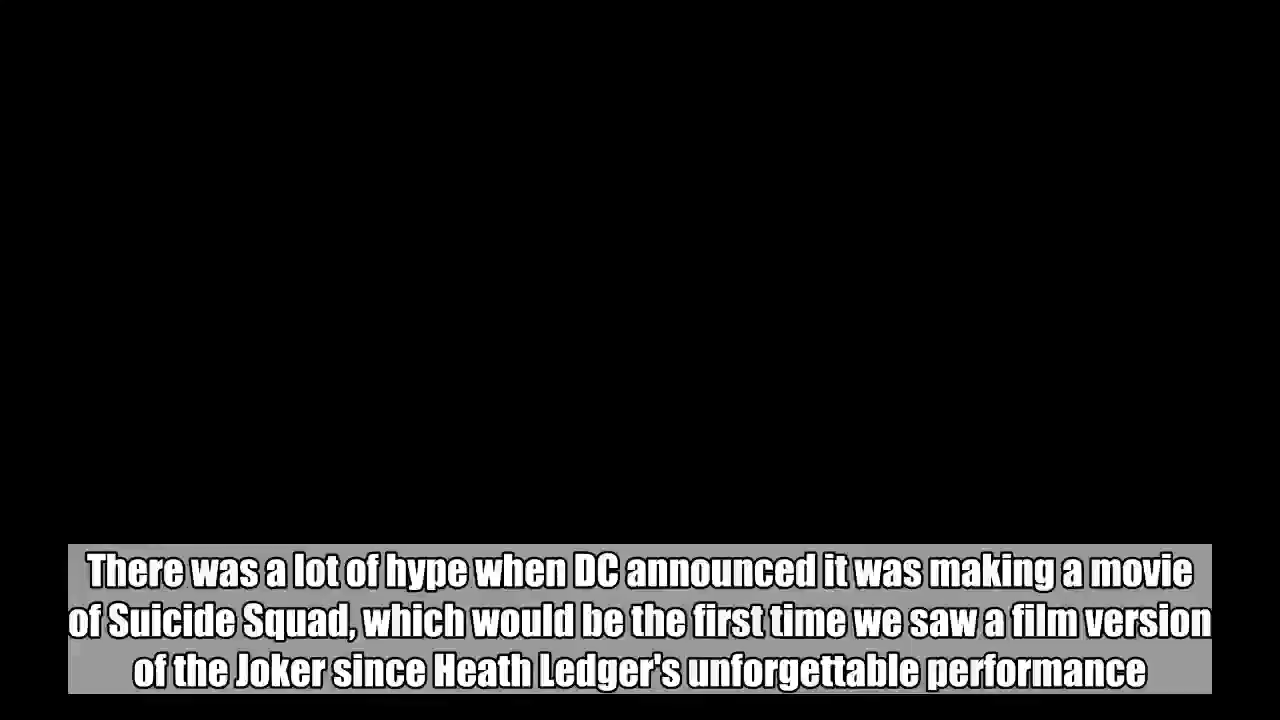 There was a lot of hype when DC announced it was making a movie
of Suicide Squad, which would be the first time we saw a film version
of the Joker since Heath Ledger's unforgettable performance